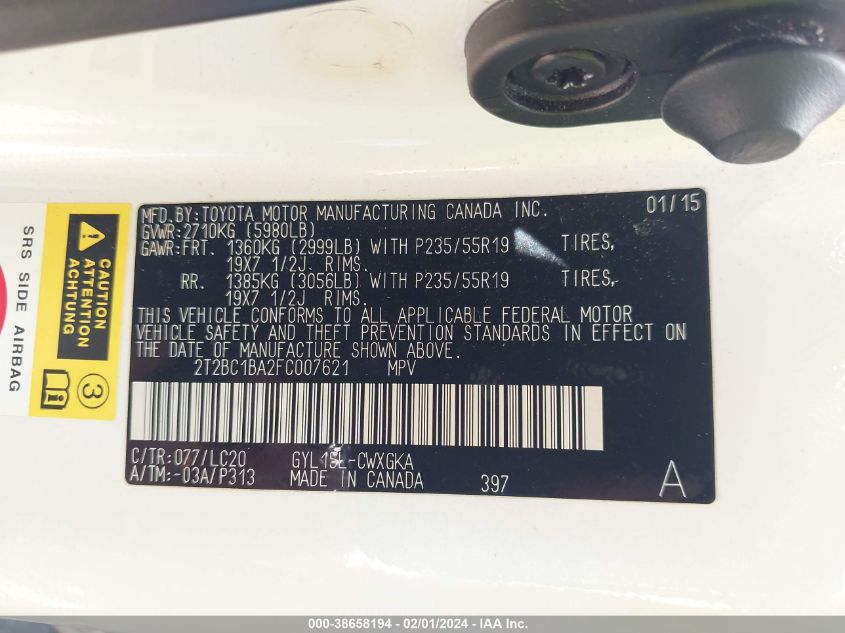 MFD.BY:TOYOTA MOTOR MANUFACTURING CANADA INC. 01/15
GVWR:2710KG (5980LB)
GAWR:FRT. 1360KG (2999LB) WITH P235/55R19 TIRES,
19X7 1/2J. RIMS.
RR. 1385KG (3056LB) WITH P235/55R19 TIRES,
19X7 1/2J. RIMS.
THIS VEHICLE CONFORMS TO ALL APPLICABLE FEDERAL MOTOR
VEHICLE SAFETY AND THEFT PREVENTION STANDARDS IN EFFECT ON
THE DATE OF MANUFACTURE SHOWN ABOVE.
2T2BC1BA2FC007621 MPV
C/TR:077/LC20 GYL15L-CWXGKA
A/TM:-03A/P313 MADE IN CANADA 397 A
SRS SIDE AIRBAG
CAUTION
ATTENTION
3
000-38658194 - 02/01/2024 - IAA Inc.